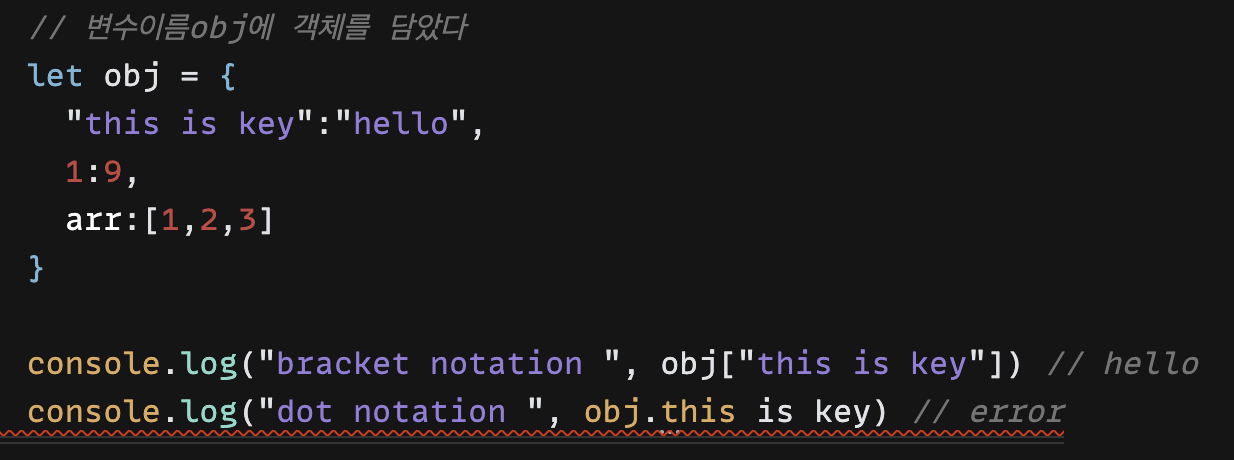 // 변수이름obj에 객체를 담았다
let obj = {
  "this is key":"hello",
  1:9,
  arr:[1,2,3]
}
console.log("bracket notation ", obj["this is key"]) // hello
console.log("dot notation ", obj.this is key) // error